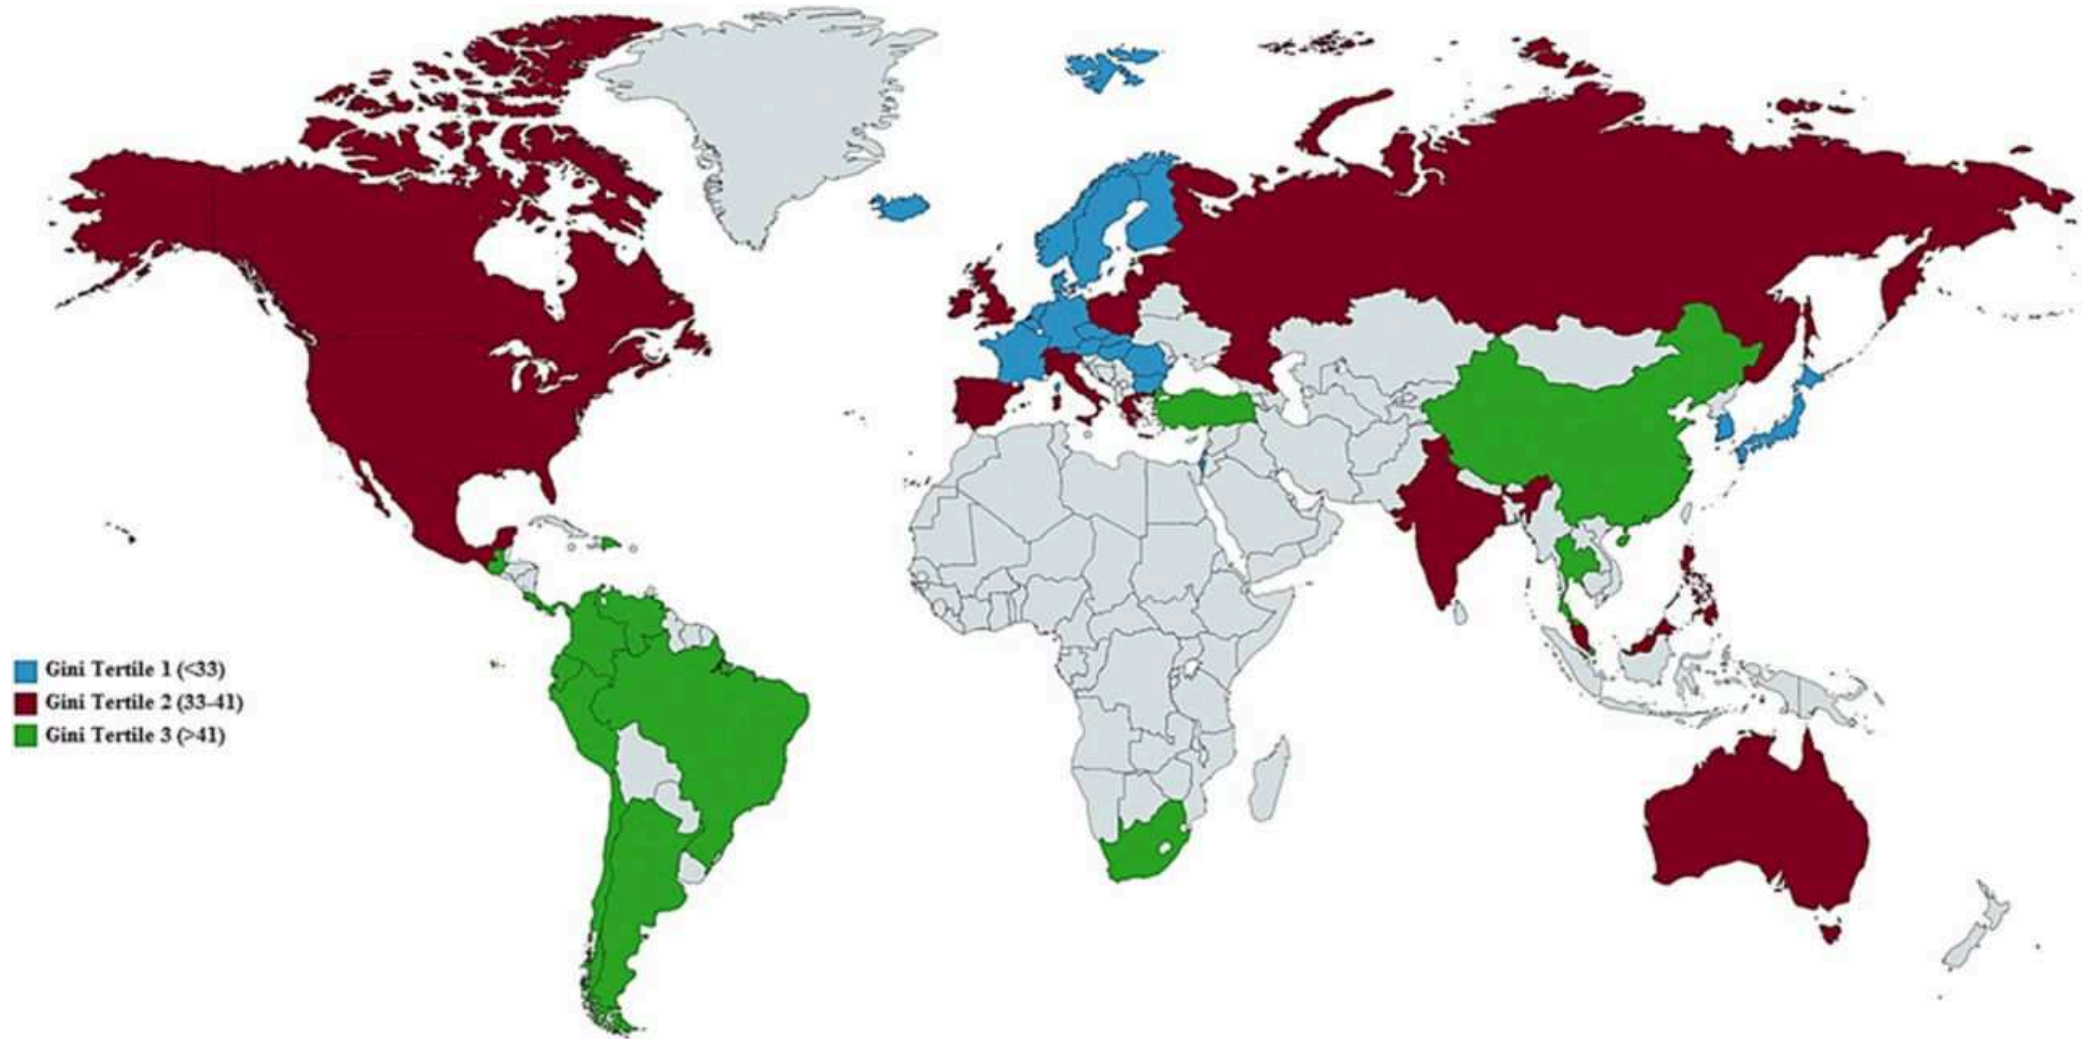 Gini Tertile 1 (<33)
Gini Tertile 2 (33-41)
Gini Tertile 3 (>41)